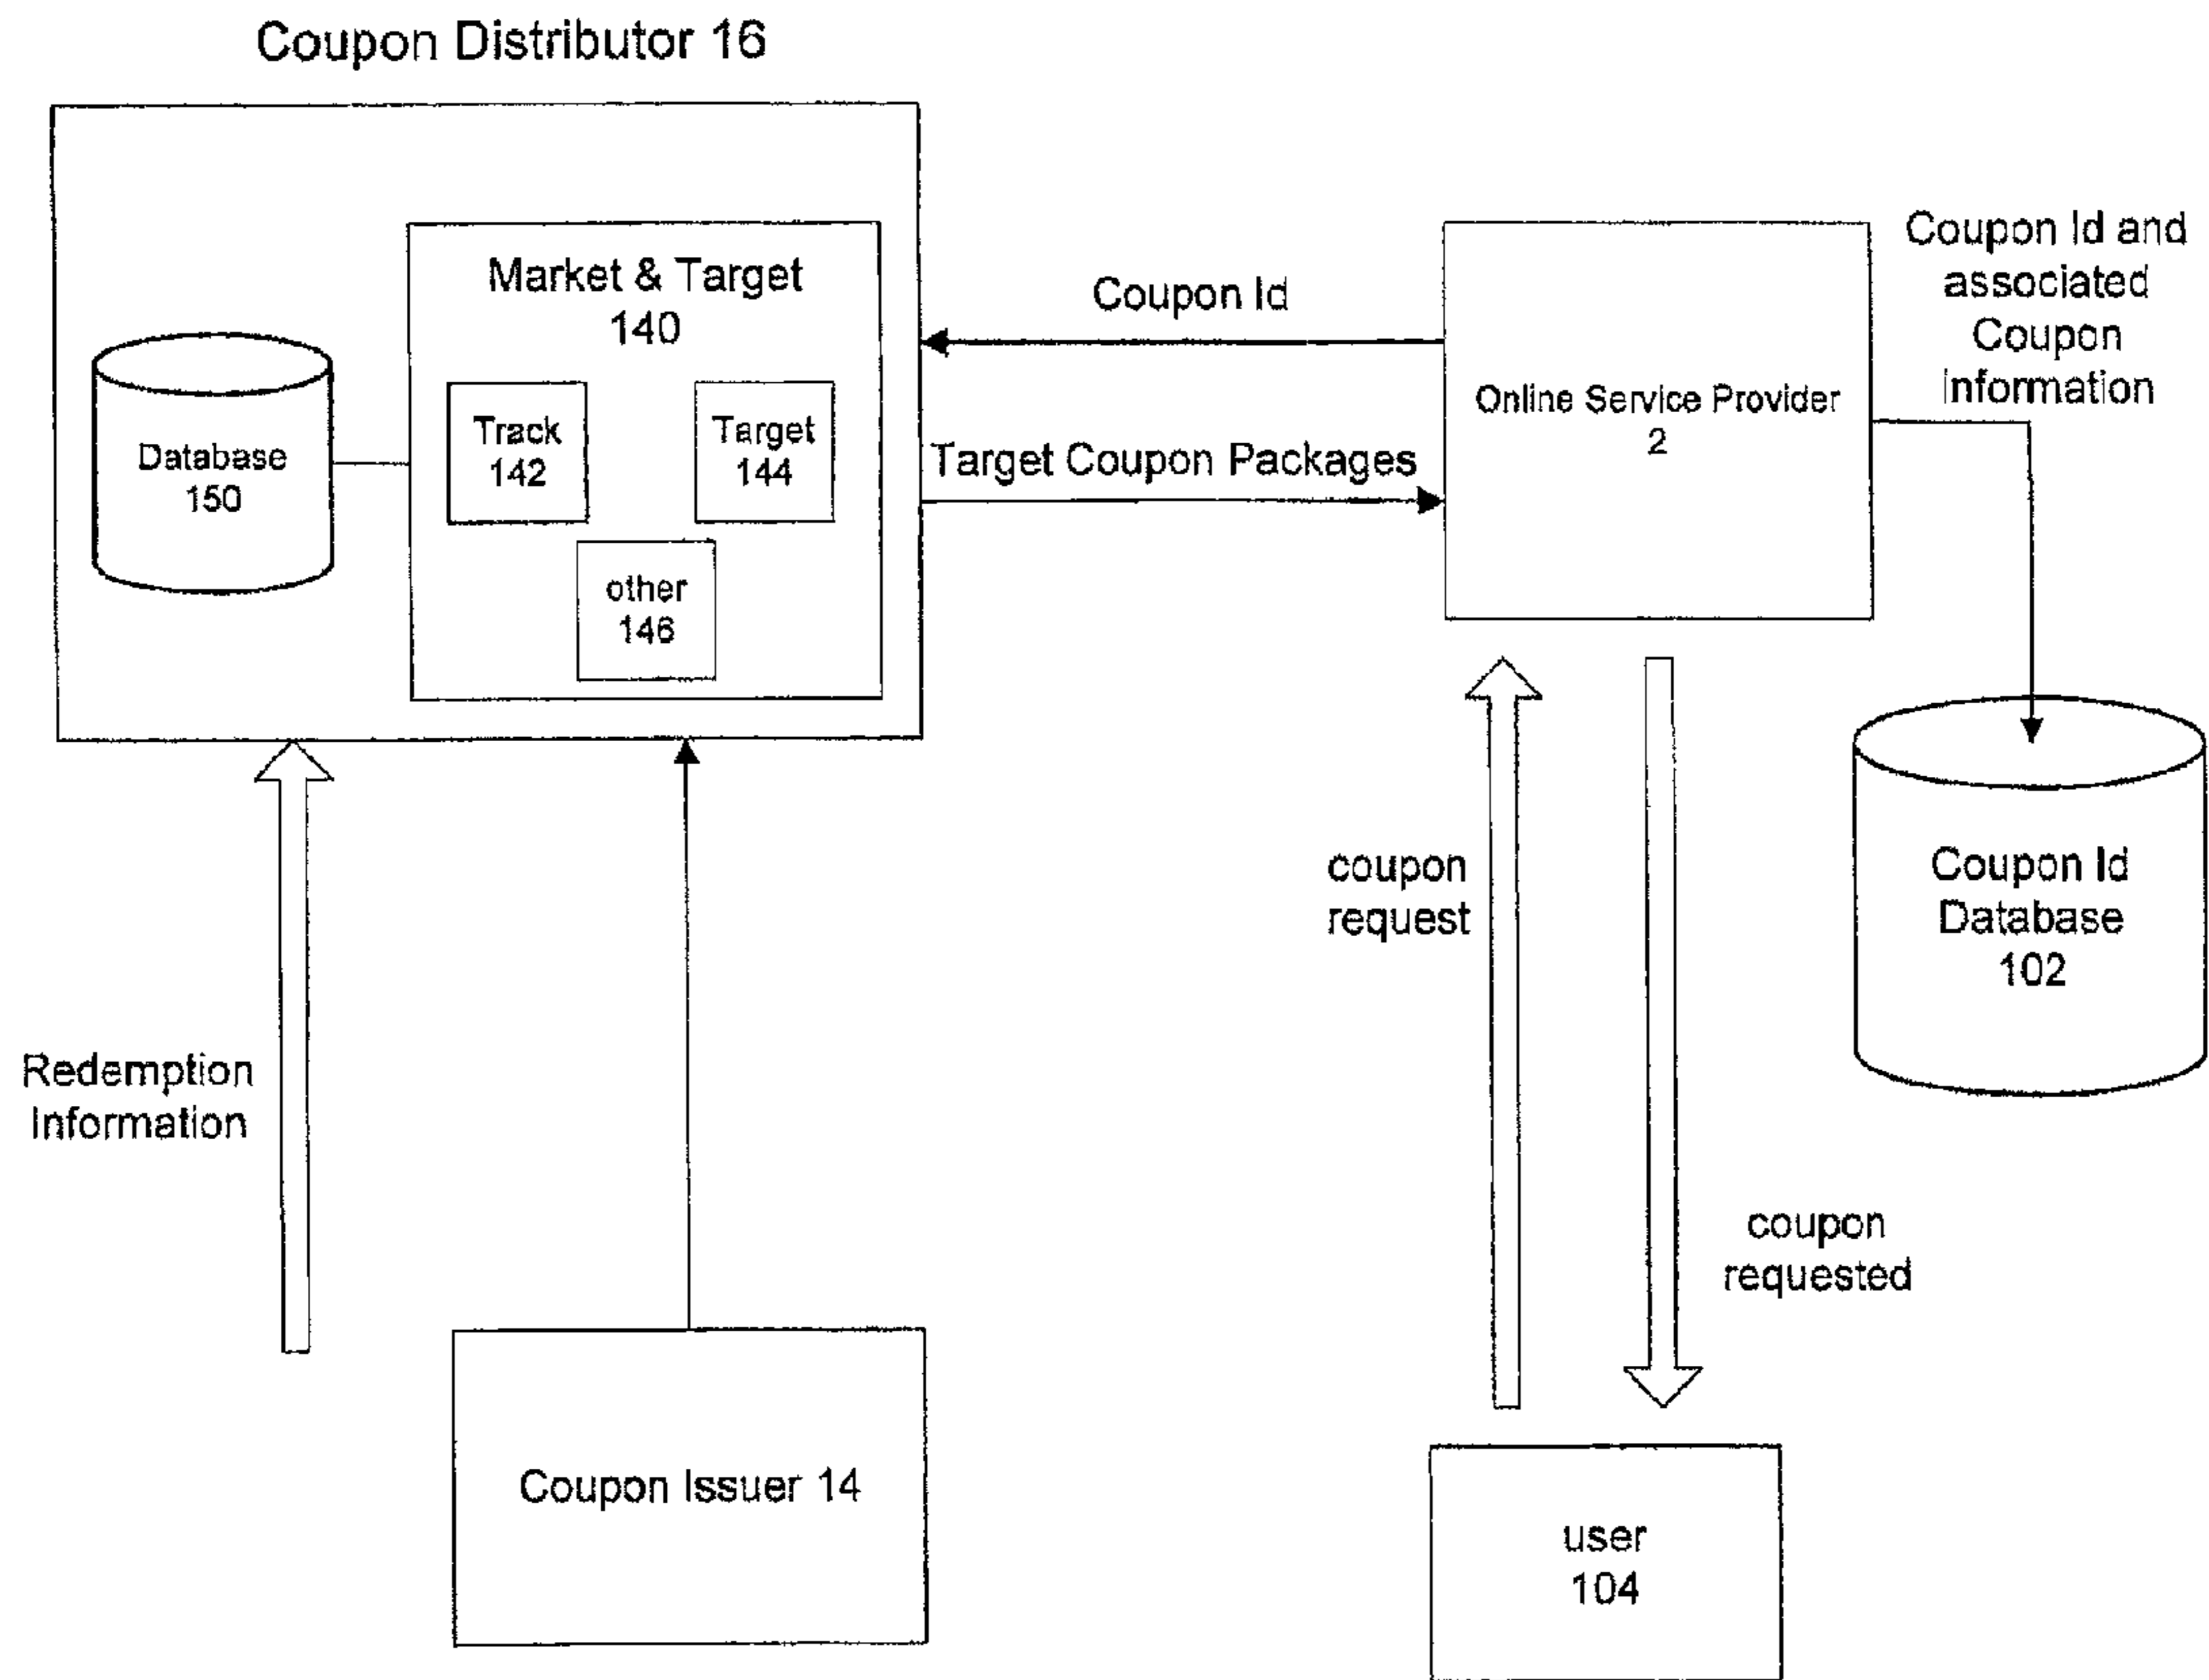 Coupon Distributor 16
Market & Target
140
Track
142
Target
144
other
146
Database
150
Coupon Id
Target Coupon Packages
Online Service Provider
2
Coupon Id and
associated
Coupon
Information
Coupon Id
Database
102
coupon
request
coupon
requested
Redemption
Information
Coupon Issuer 14
user
104